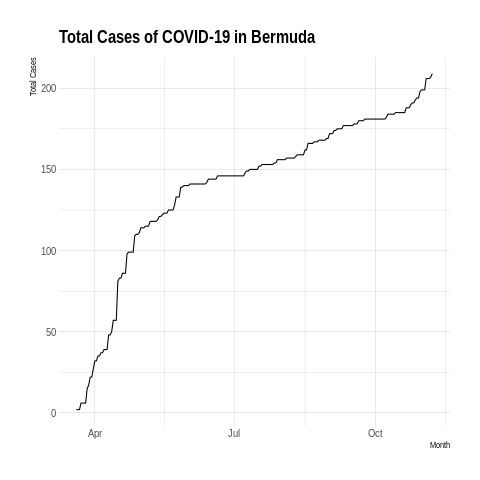 Total Cases of COVID-19 in Bermuda
Total Cases
200
150
100
50
0
Apr
Jul
Oct
Month